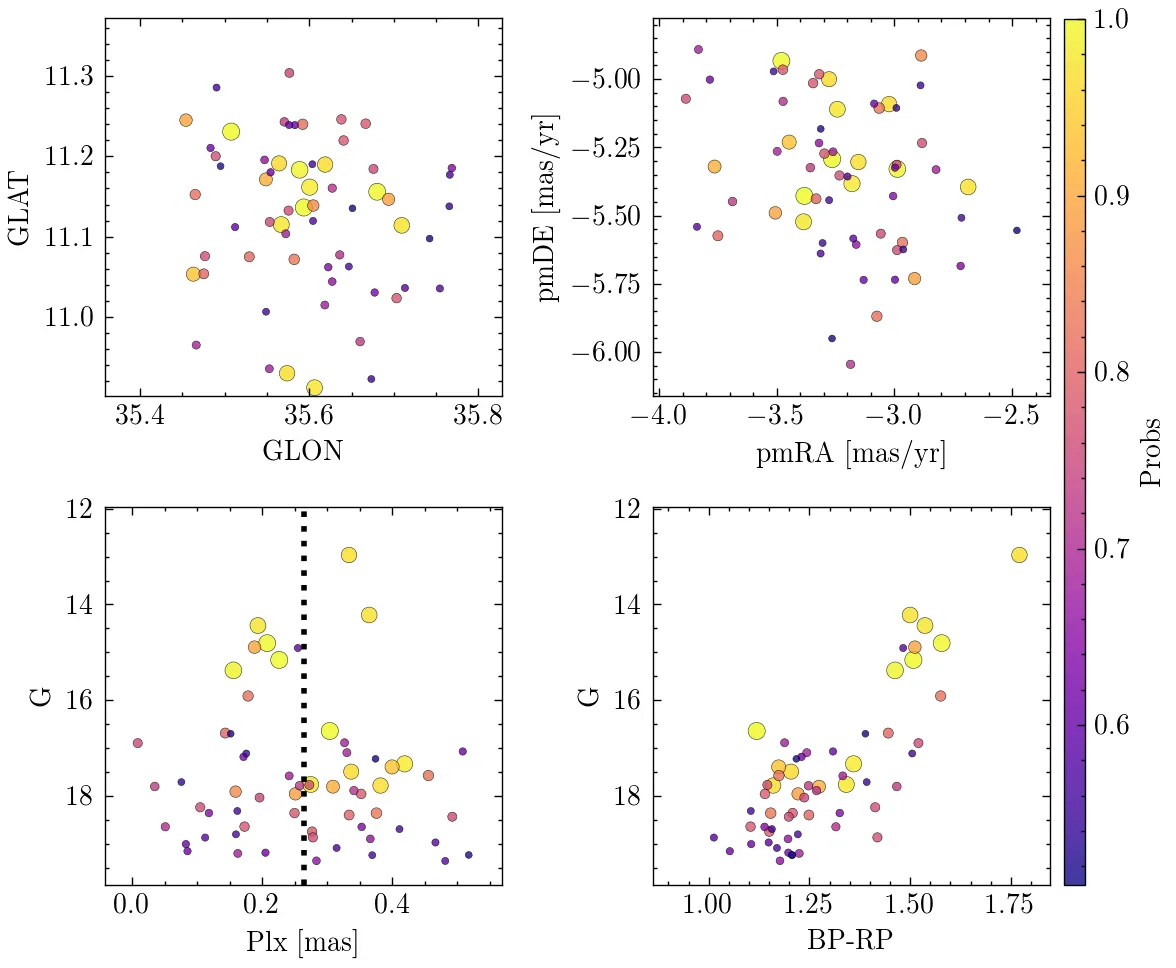 11.3
11.2
11.1
11.0
GLAT
35.4 35.6 35.8
GLON
−5.00
−5.25
−5.50
−5.75
−6.00
pmDE [mas/yr]
−4.0 −3.5 −3.0 −2.5
pmRA [mas/yr]
12
14
16
18
G
0.0 0.2 0.4
Plx [mas]
12
14
16
18
G
1.00 1.25 1.50 1.75
BP-RP
1.0
0.9
0.8
0.7
0.6
Probs